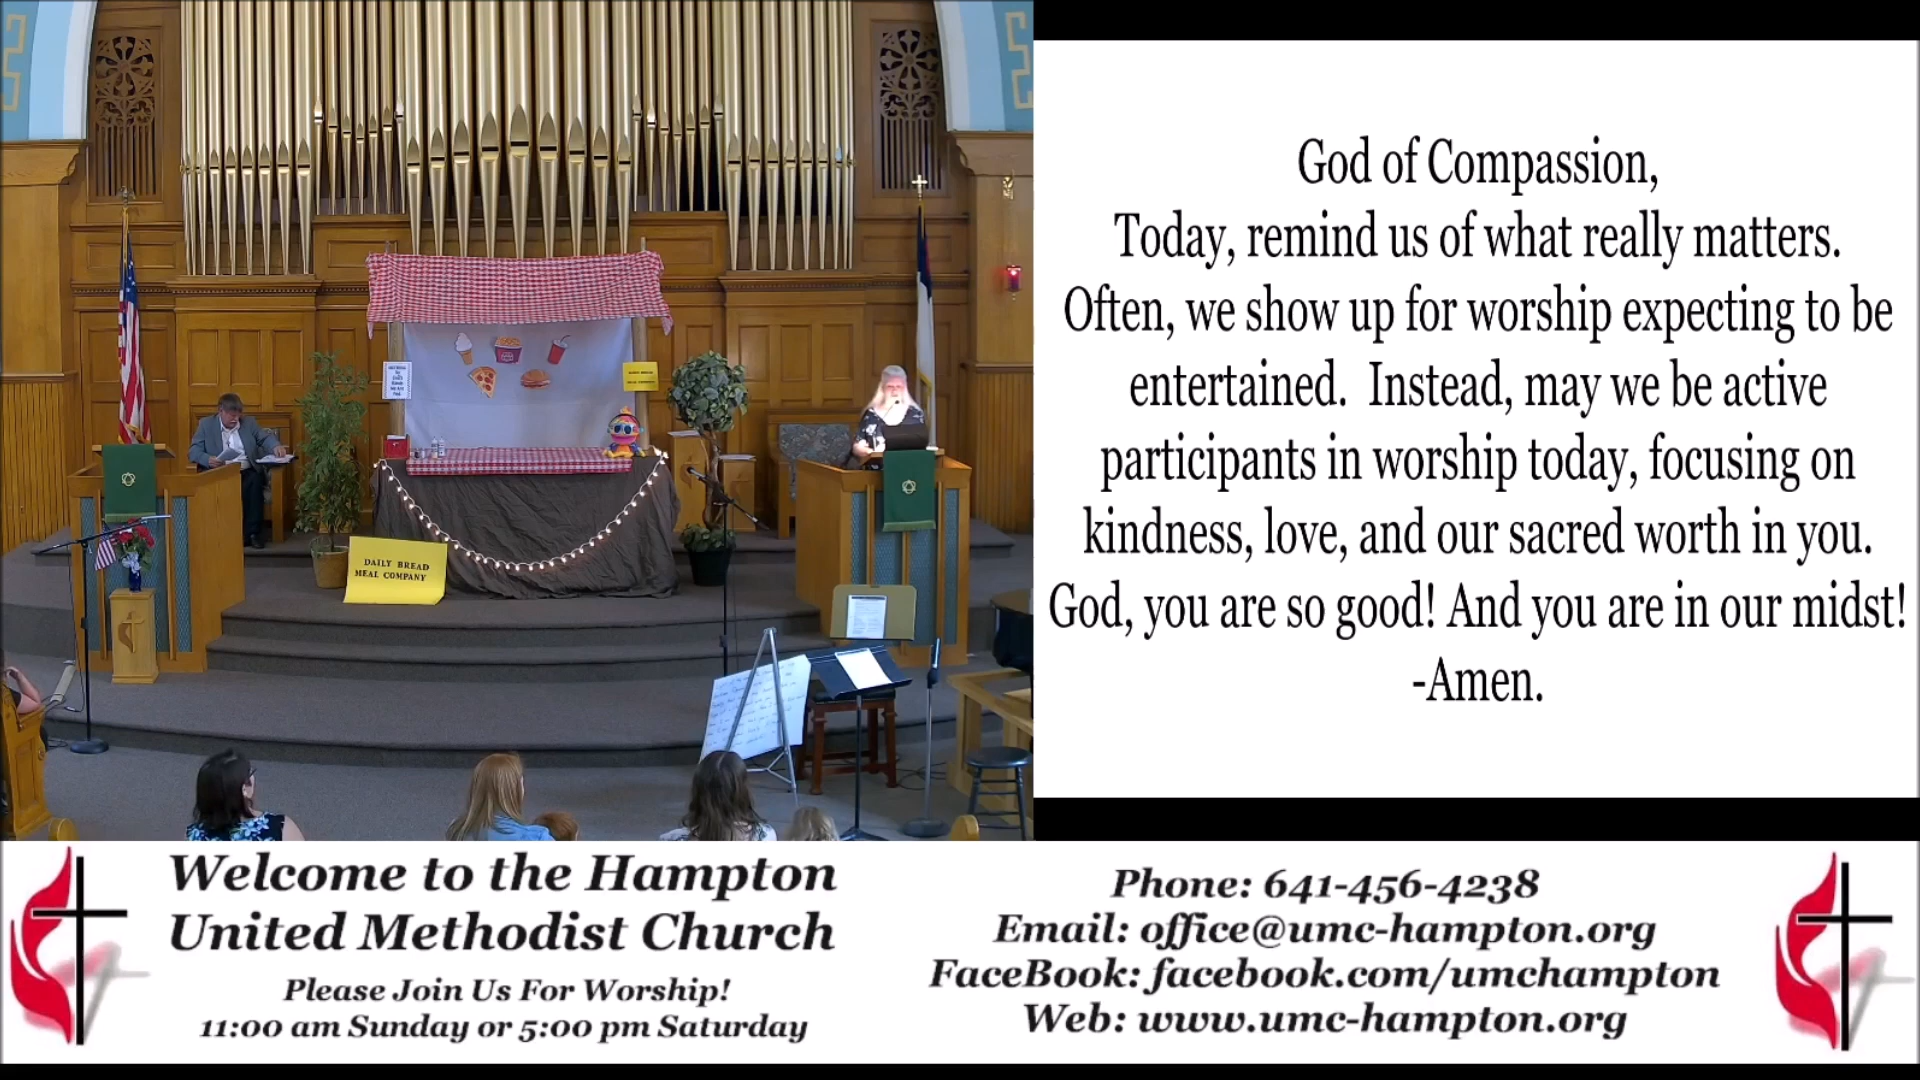 God of Compassion,
Today, remind us of what really matters.
Often, we show up for worship expecting to be
entertained.  Instead, may we be active
participants in worship today, focusing on
kindness, love, and our sacred worth in you.
God, you are so good! And you are in our midst!
-Amen.
DAILY BREAD
MEAL COMPANY
Welcome to the Hampton
United Methodist Church
Please Join Us For Worship!
11:00 am Sunday or 5:00 pm Saturday
Phone: 641-456-4238
Email: office@umc-hampton.org
FaceBook: facebook.com/umchampton
Web: www.umc-hampton.org